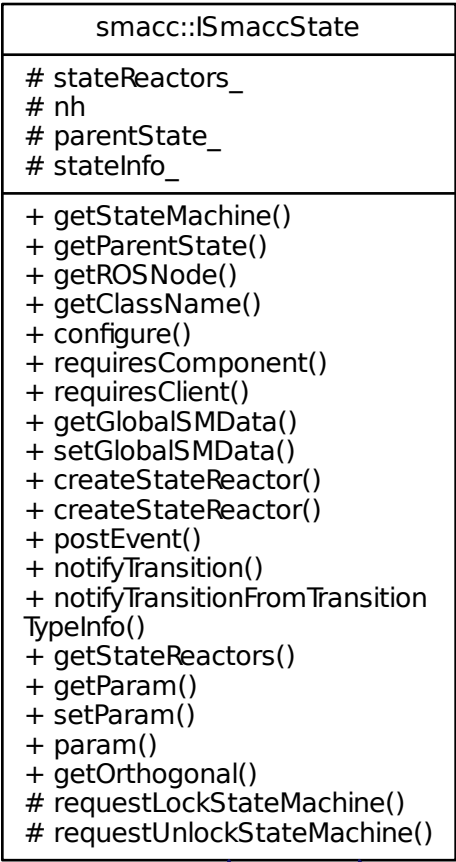 smacc::ISmaccState
# stateReactors_
# nh
# parentState_
# stateInfo_
+ getStateMachine()
+ getParentState()
+ getROSNode()
+ getClassName()
+ configure()
+ requiresComponent()
+ requiresClient()
+ getGlobalSMData()
+ setGlobalSMData()
+ createStateReactor()
+ createStateReactor()
+ postEvent()
+ notifyTransition()
+ notifyTransitionFromTransition
TypeInfo()
+ getStateReactors()
+ getParam()
+ setParam()
+ param()
+ getOrthogonal()
# requestLockStateMachine()
# requestUnlockStateMachine()